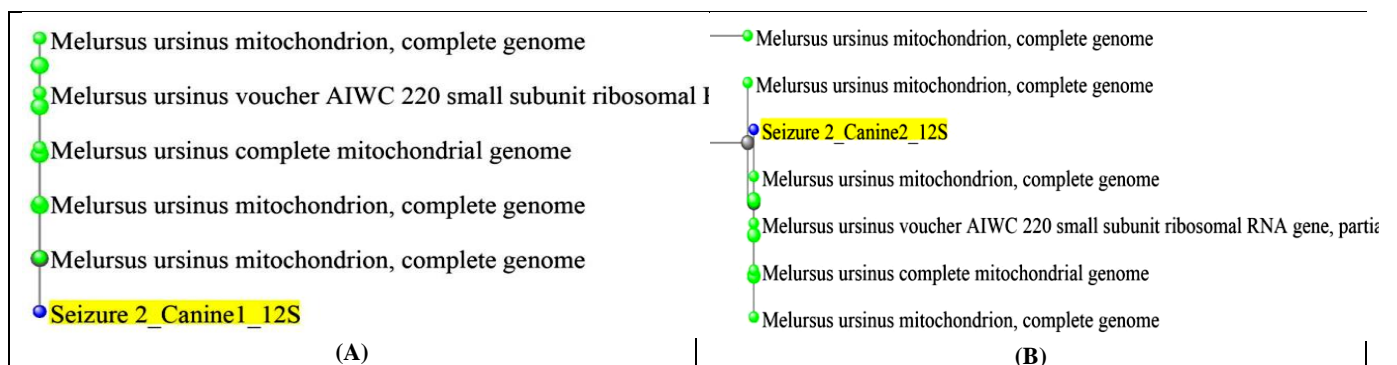 Melursus ursinus mitochondrion, complete genome
Melursus ursinus voucher AIWC 220 small subunit ribosomal
Melursus ursinus complete mitochondrial genome
Melursus ursinus mitochondrion, complete genome
Melursus ursinus mitochondrion, complete genome
Seizure 2_Canine1_12S
(A)
Melursus ursinus mitochondrion, complete genome
Melursus ursinus mitochondrion, complete genome
Seizure 2_Canine2_12S
Melursus ursinus mitochondrion, complete genome
Melursus ursinus voucher AIWC 220 small subunit ribosomal RNA gene, partia
Melursus ursinus complete mitochondrial genome
Melursus ursinus mitochondrion, complete genome
(B)